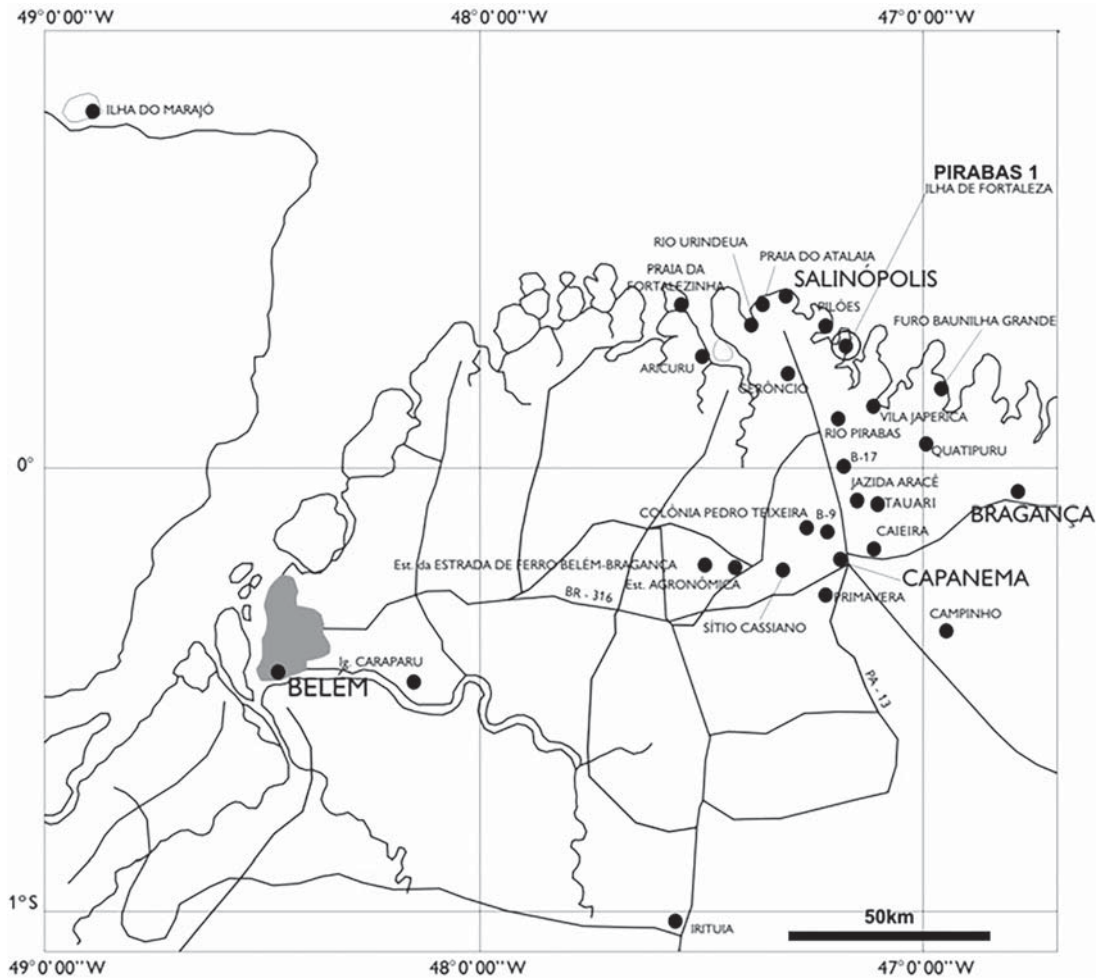 49°0'00''W
48°0'00''W
47°0'00''W
ILHA DO MARAJÓ
PIRABAS 1
ILHA DE FORTALEZA
RIO URINDEUA
PRAIA DO ATALAIA
PRAIA DA
FORTALEZINHA
SALINÓPOLIS
PILÕES
FURO BAUNILHA GRANDE
ARICURU
GERÔNCIO
VILA JAPERICA
RIO PIRABAS
QUATIPURU
0°
B-17
JAZIDA ARACÊ
TAUARI
BRAGANÇA
COLÔNIA PEDRO TEIXEIRA
B-9
CAIEIRA
Est. da ESTRADA DE FERRO BELÉM-BRAGANÇA
Est. AGRONÔMICA
CAPANEMA
BR - 316
PRIMAVERA
SÍTIO CASSIANO
CAMPINHO
Ig. CARAPARU
BELÉM
PA - 13
1°S
50km
IRITUIA
49°0'00''W
48°0'00''W
47°0'00''W